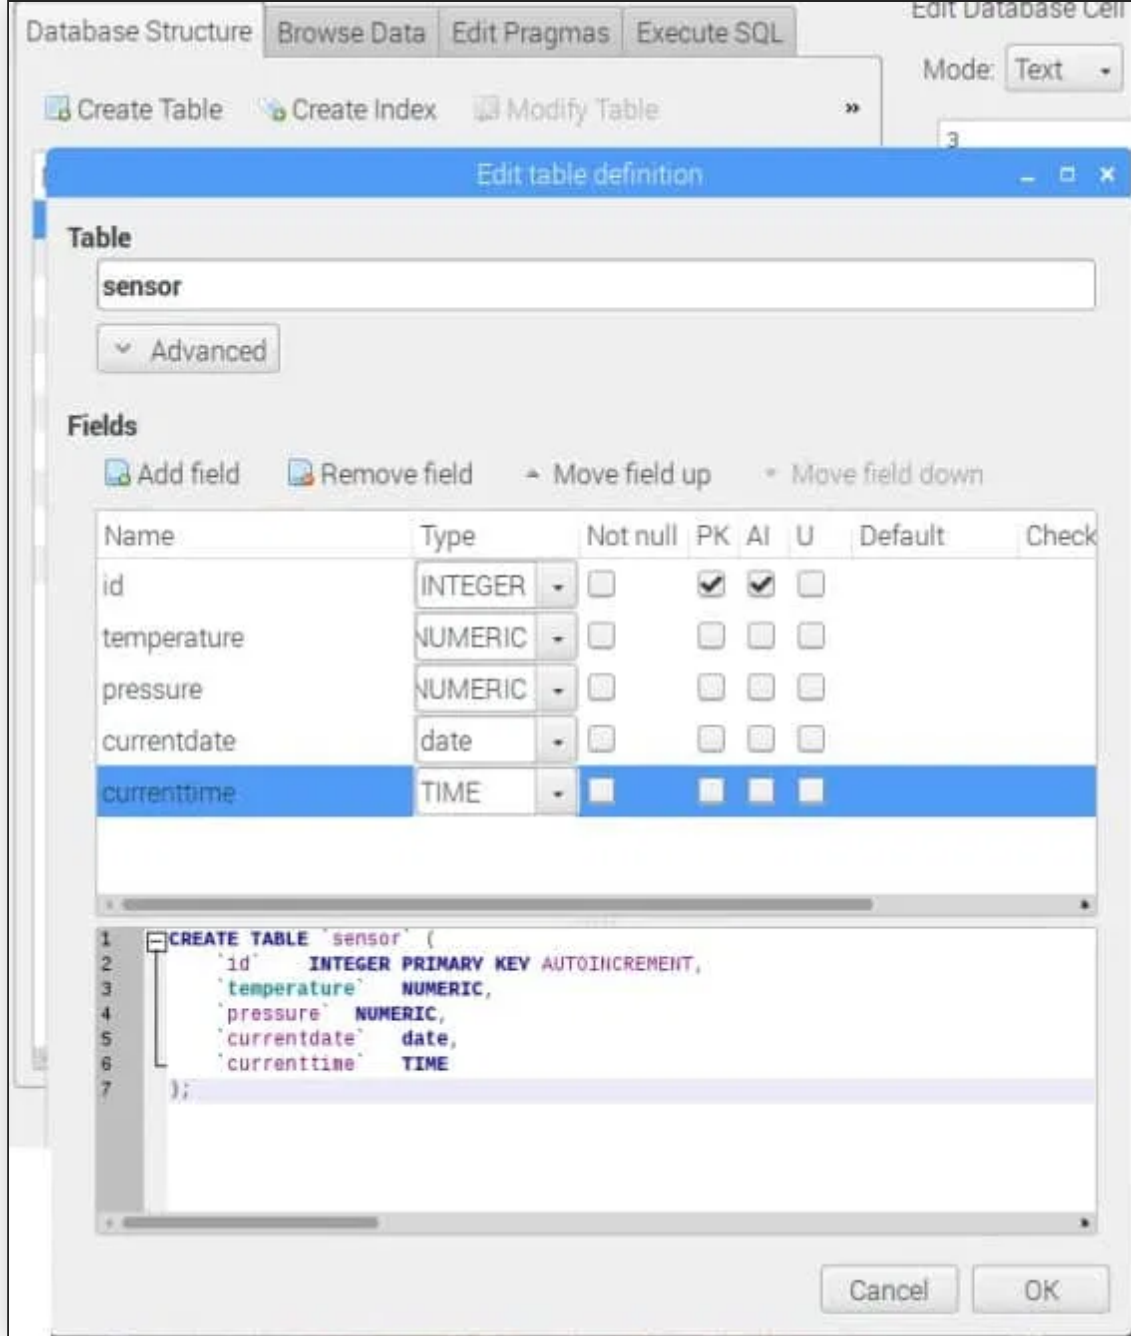 Edit Database Cell
Database Structure Browse Data Edit Pragmas Execute SQL
Mode: Text
Create Table Create Index Modify Table »
3
Edit table definition
Table
sensor
Advanced
Fields
Add field Remove field Move field up Move field down
Name Type Not null PK AI U Default Check
id INTEGER
temperature NUMERIC
pressure NUMERIC
currentdate date
currenttime TIME
1 CREATE TABLE `sensor` (
2 `id` INTEGER PRIMARY KEY AUTOINCREMENT,
3 `temperature` NUMERIC,
4 `pressure` NUMERIC,
5 `currentdate` date,
6 `currenttime` TIME
7 );
Cancel OK